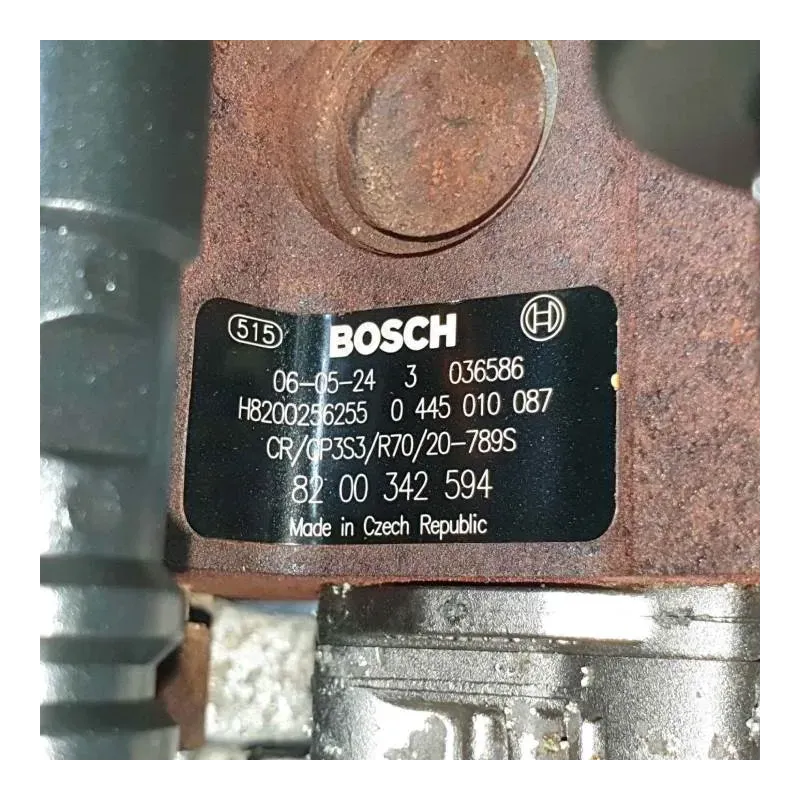 515 BOSCH H
06-05-24 3 036586
H8200256255 0 445 010 087
CR/CP3S3/R70/20-789S
82 00 342 594
Made in Czech Republic